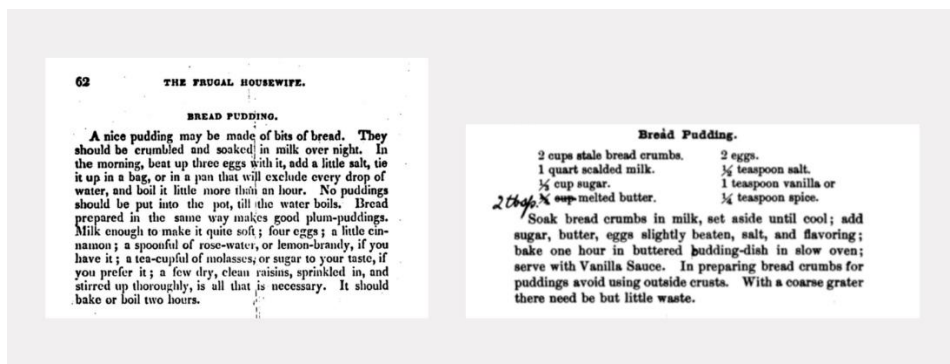 62 THE FRUGAL HOUSEWIFE.
BREAD PUDDING.
A nice pudding may be made of bits of bread. They
should be crumbled and soaked in milk over night. In
the morning, beat up three eggs with it, add a little salt, tie
it up in a bag, or in a pan that will exclude every drop of
water, and boil it little more than an hour. No puddings
should be put into the pot, till the water boils. Bread
prepared in the same way makes good plum-puddings.
Milk enough to make it quite soft; four eggs; a little cin-
namon; a spoonful of rose-water, or lemon-brandy, if you
have it; a tea-cupful of molasses, or sugar to your taste, if
you prefer it; a few dry, clean raisins, sprinkled in, and
stirred up thoroughly, is all that is necessary. It should
bake or boil two hours.
Bread Pudding.
2 cups stale bread crumbs. 2 eggs.
1 quart scalded milk. ½ teaspoon salt.
⅓ cup sugar. 1 teaspoon vanilla or
2 tbsp. cup melted butter. ¼ teaspoon spice.
Soak bread crumbs in milk, set aside until cool; add
sugar, butter, eggs slightly beaten, salt, and flavoring;
bake one hour in buttered pudding-dish in slow oven;
serve with Vanilla Sauce. In preparing bread crumbs for
puddings avoid using outside crusts. With a coarse grater
there need be but little waste.